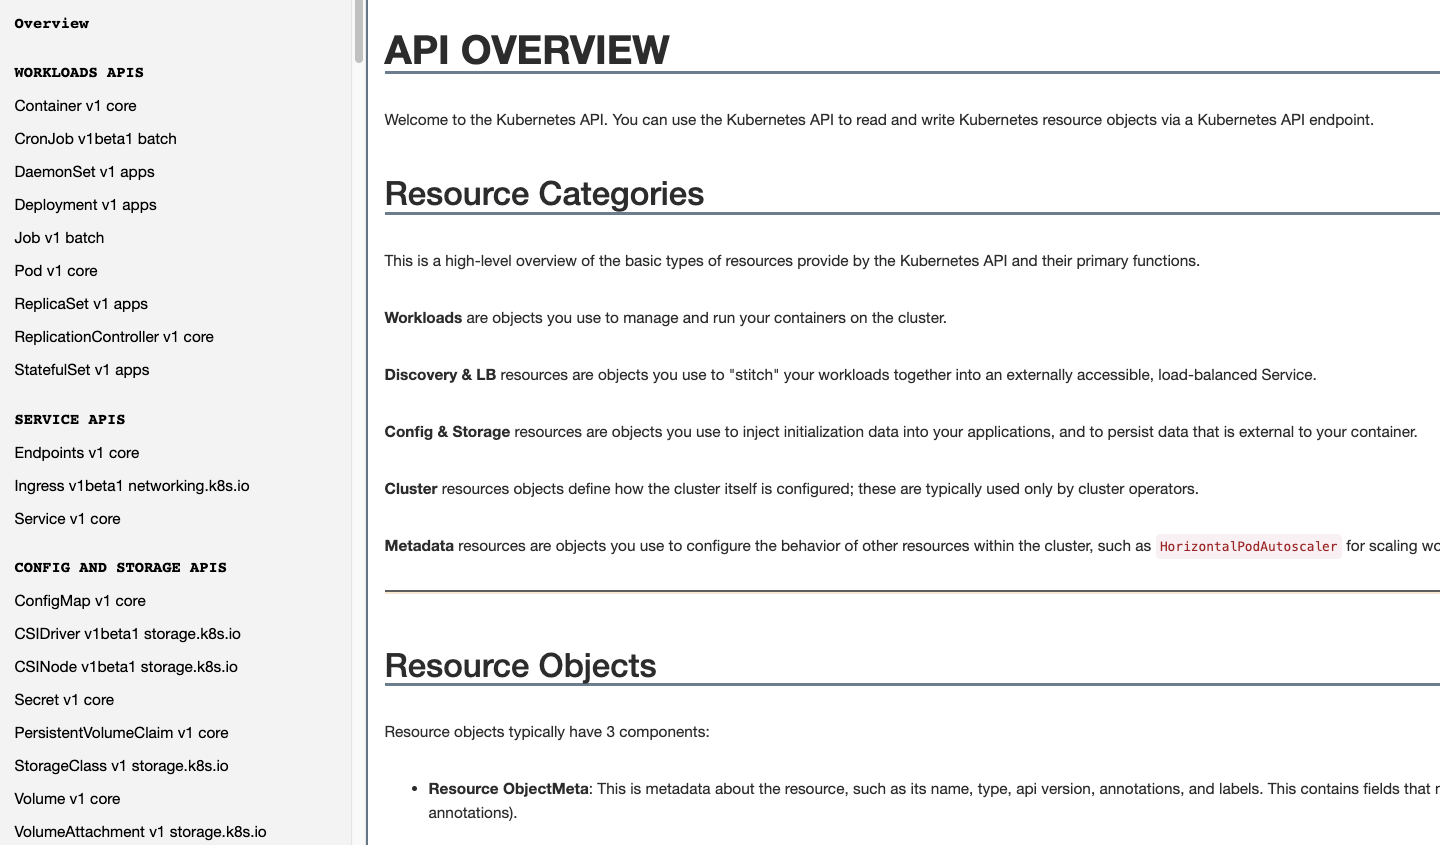 Overview
WORKLOADS APIS
Container v1 core
CronJob v1beta1 batch
DaemonSet v1 apps
Deployment v1 apps
Job v1 batch
Pod v1 core
ReplicaSet v1 apps
ReplicationController v1 core
StatefulSet v1 apps
SERVICE APIS
Endpoints v1 core
Ingress v1beta1 networking.k8s.io
Service v1 core
CONFIG AND STORAGE APIS
ConfigMap v1 core
CSIDriver v1beta1 storage.k8s.io
CSINode v1beta1 storage.k8s.io
Secret v1 core
PersistentVolumeClaim v1 core
StorageClass v1 storage.k8s.io
Volume v1 core
VolumeAttachment v1 storage.k8s.io
API OVERVIEW
Welcome to the Kubernetes API. You can use the Kubernetes API to read and write Kubernetes resource objects via a Kubernetes API endpoint.
Resource Categories
This is a high-level overview of the basic types of resources provide by the Kubernetes API and their primary functions.
Workloads are objects you use to manage and run your containers on the cluster.
Discovery & LB resources are objects you use to "stitch" your workloads together into an externally accessible, load-balanced Service.
Config & Storage resources are objects you use to inject initialization data into your applications, and to persist data that is external to your container.
Cluster resources objects define how the cluster itself is configured; these are typically used only by cluster operators.
Metadata resources are objects you use to configure the behavior of other resources within the cluster, such as HorizontalPodAutoscaler for scaling
Resource Objects
Resource objects typically have 3 components:
• Resource ObjectMeta: This is metadata about the resource, such as its name, type, api version, annotations, and labels. This contains fields that
annotations).